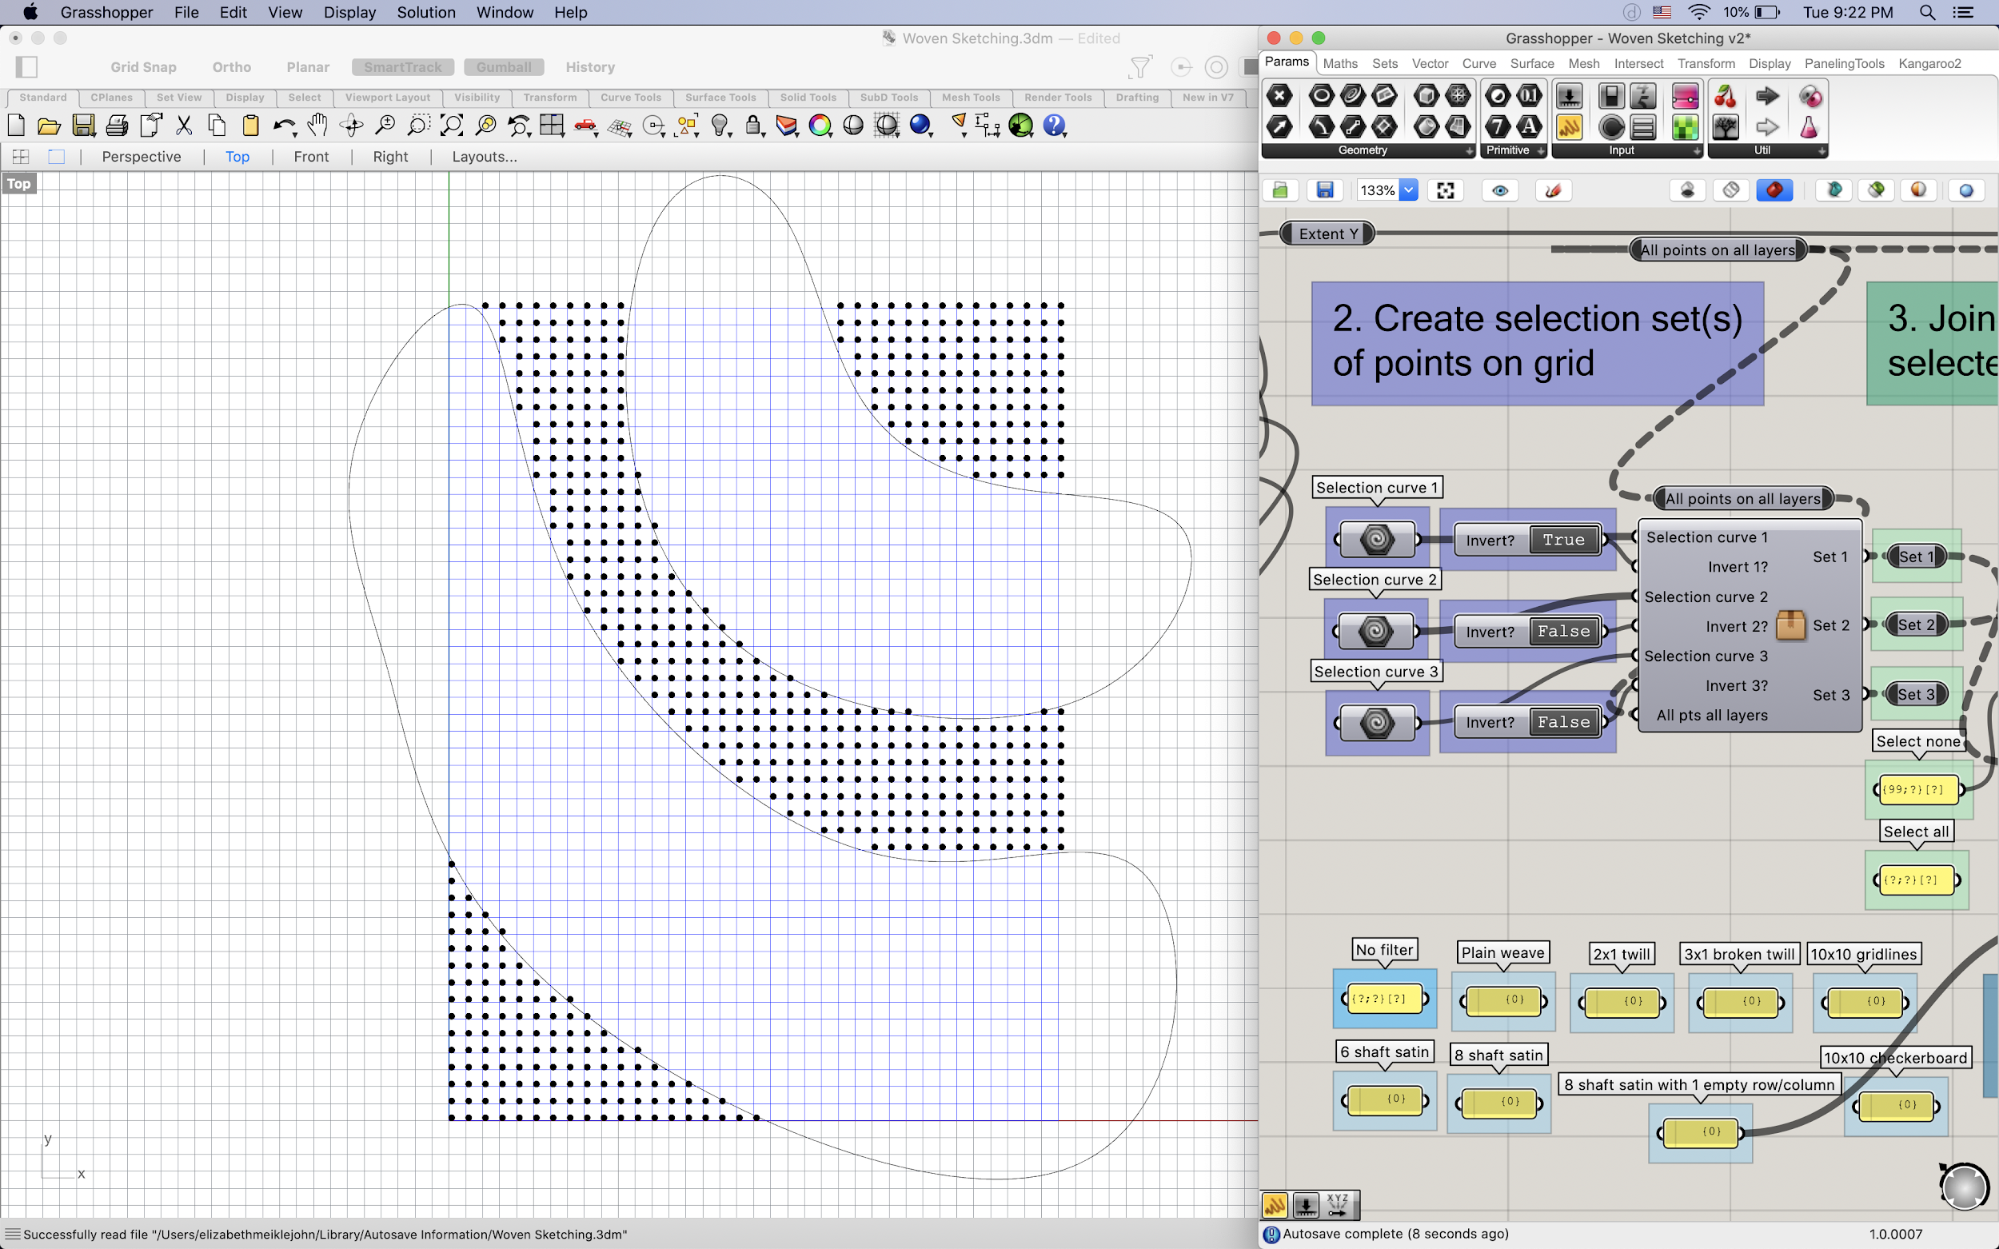 Grasshopper File Edit View Display Solution Window Help
10% Tue 9:22 PM
Woven Sketching.3dm — Edited
Grid Snap Ortho Planar SmartTrack Gumball History
Standard CPlanes Set View Display Select Viewport Layout Visibility Transform Curve Tools Surface Tools Solid Tools SubD Tools Mesh Tools Render Tools Drafting New in V7
Perspective Top Front Right Layouts...
Top
y
x
Successfully read file "/Users/elizabethmeiklejohn/Library/Autosave Information/Woven Sketching.3dm"
Grasshopper - Woven Sketching v2*
Params Maths Sets Vector Curve Surface Mesh Intersect Transform Display PanelingTools Kangaroo2
Geometry Primitive Input Util
133%
Extent Y
All points on all layers
2. Create selection set(s)
of points on grid
3. Join
selecte
Selection curve 1
Invert? True
Selection curve 2
Invert? False
Selection curve 3
Invert? False
All points on all layers
Selection curve 1
Invert 1?
Selection curve 2
Invert 2?
Selection curve 3
Invert 3?
All pts all layers
Set 1
Set 2
Set 3
Set 1
Set 2
Set 3
Select none
{99;?}[?]
Select all
{?;?}[?]
No filter
{?;?}[?]
Plain weave
{0}
2x1 twill
{0}
3x1 broken twill
{0}
10x10 gridlines
{0}
6 shaft satin
{0}
8 shaft satin
{0}
8 shaft satin with 1 empty row/column
{0}
10x10 checkerboard
{0}
XYZ
Autosave complete (8 seconds ago)
1.0.0007